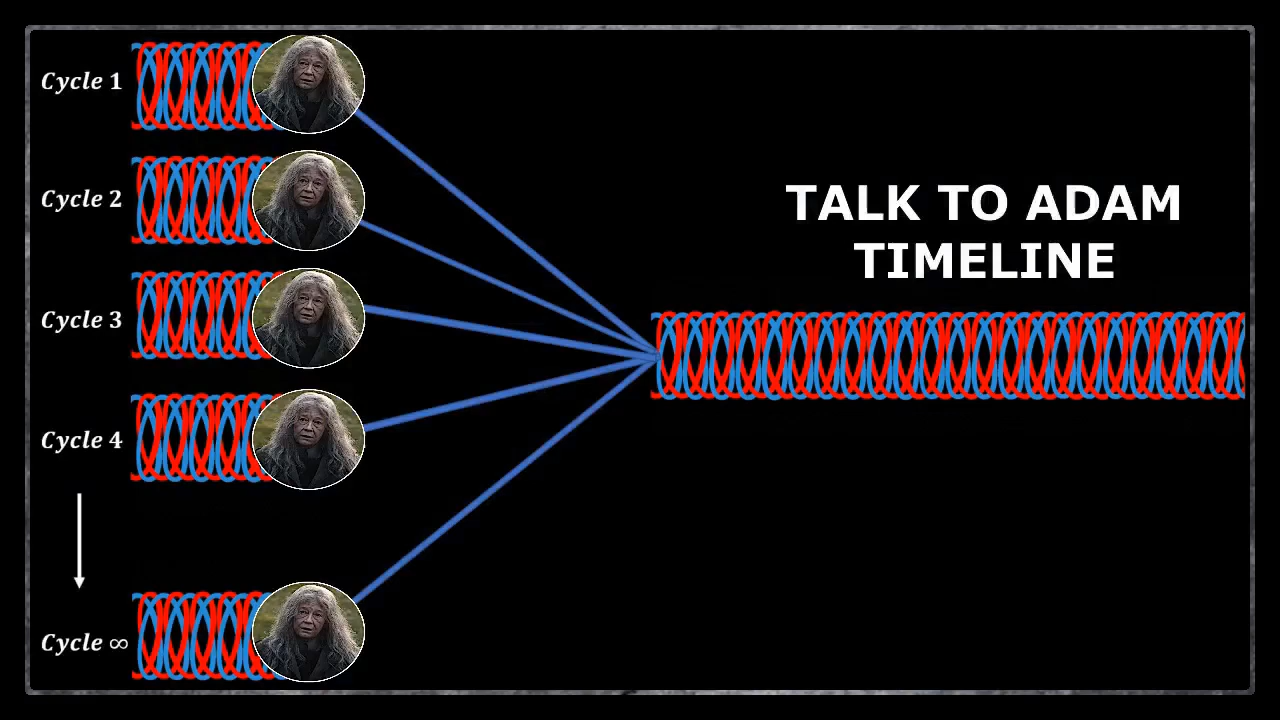 Cycle 1
Cycle 2
Cycle 3
Cycle 4
Cycle ∞
TALK TO ADAM
TIMELINE